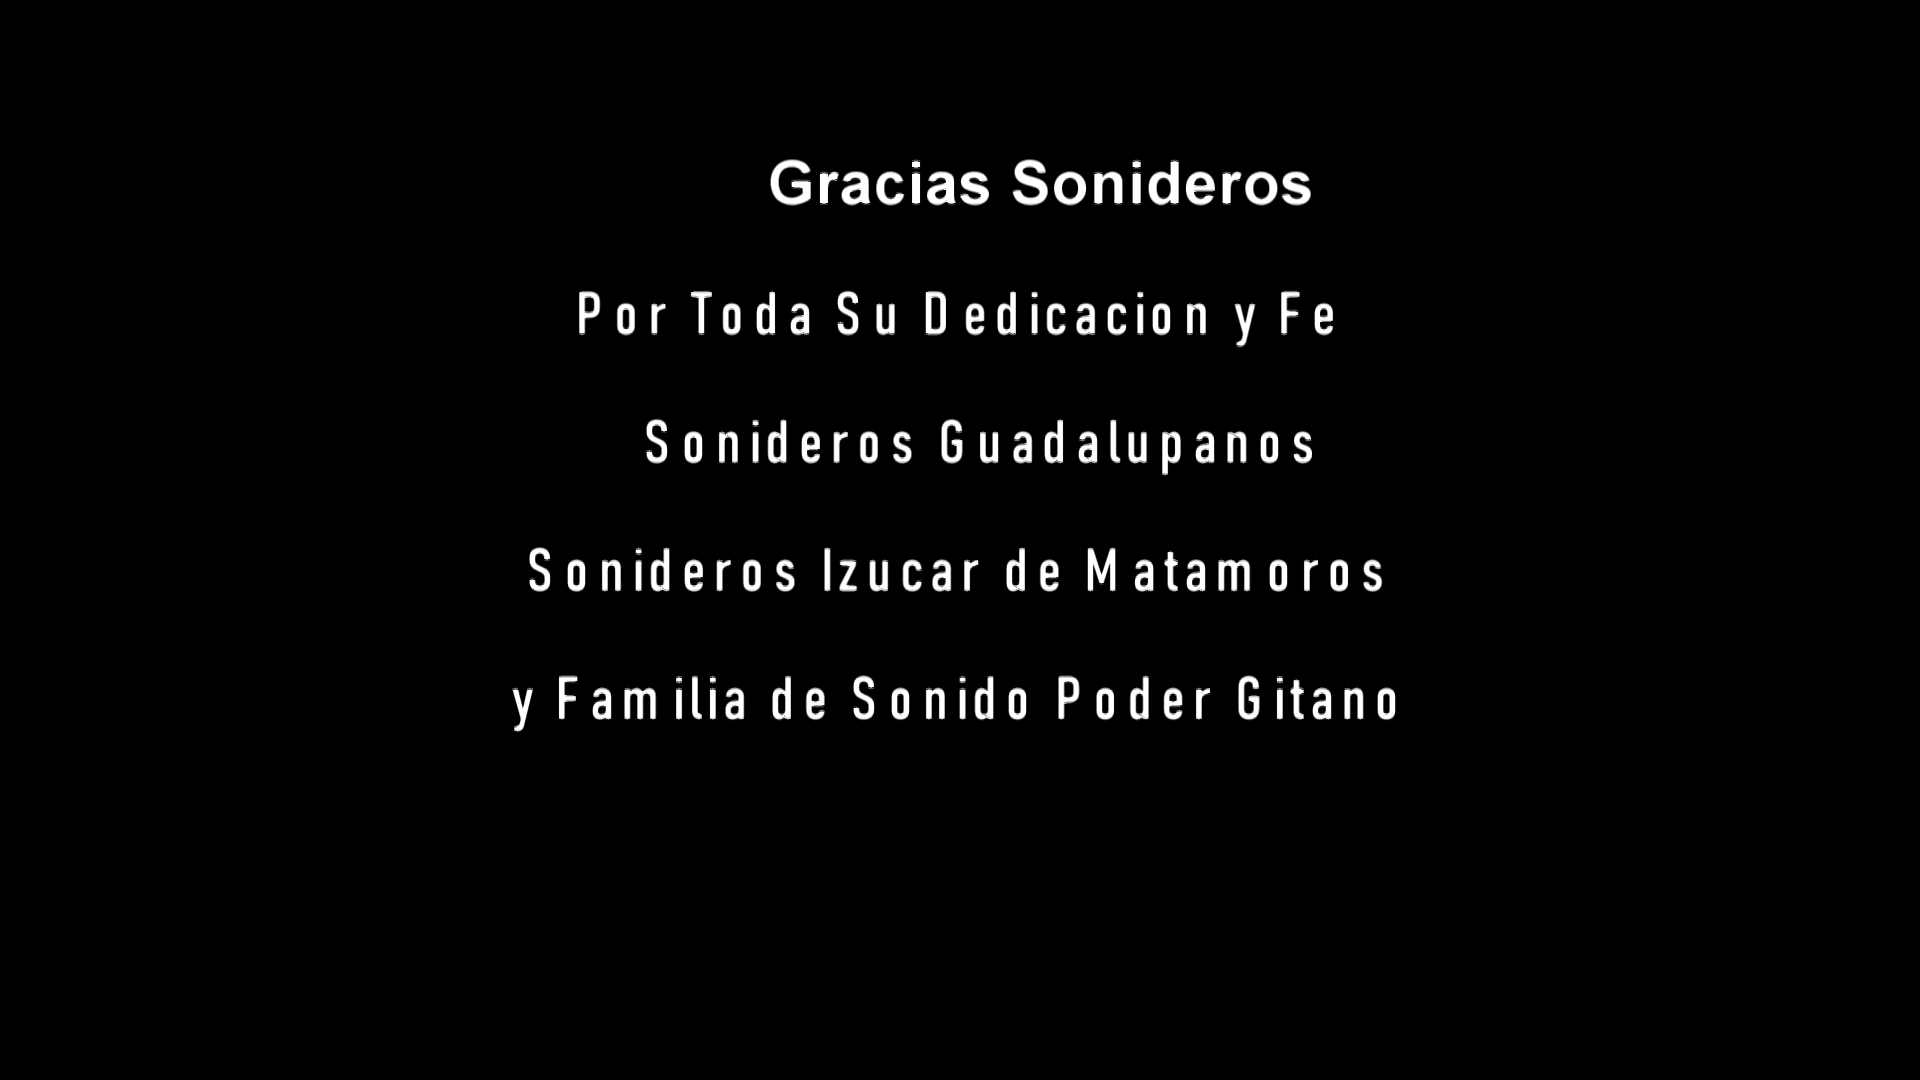 Gracias Sonideros
Por Toda Su Dedicacion y Fe
Sonideros Guadalupanos
Sonideros Izucar de Matamoros
y Familia de Sonido Poder Gitano